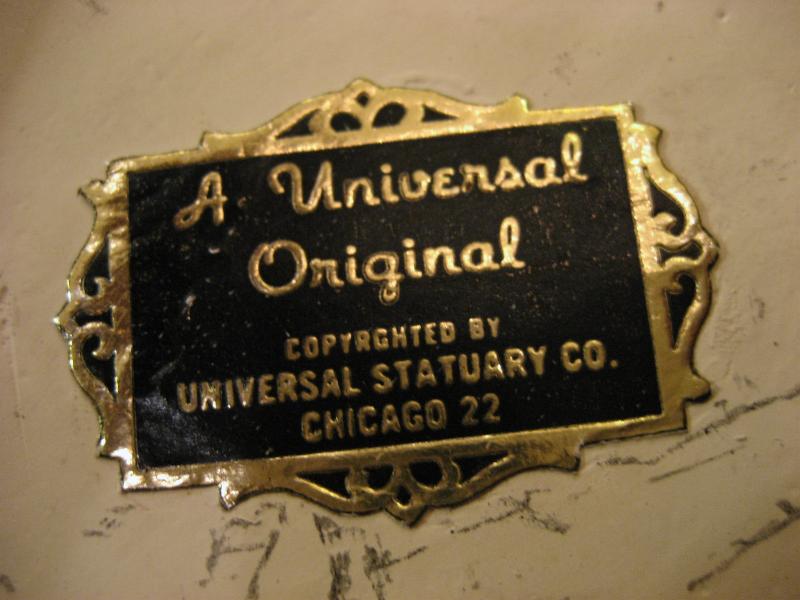 A Universal
Original
COPYRGHTED BY
UNIVERSAL STATUARY CO.
CHICAGO 22